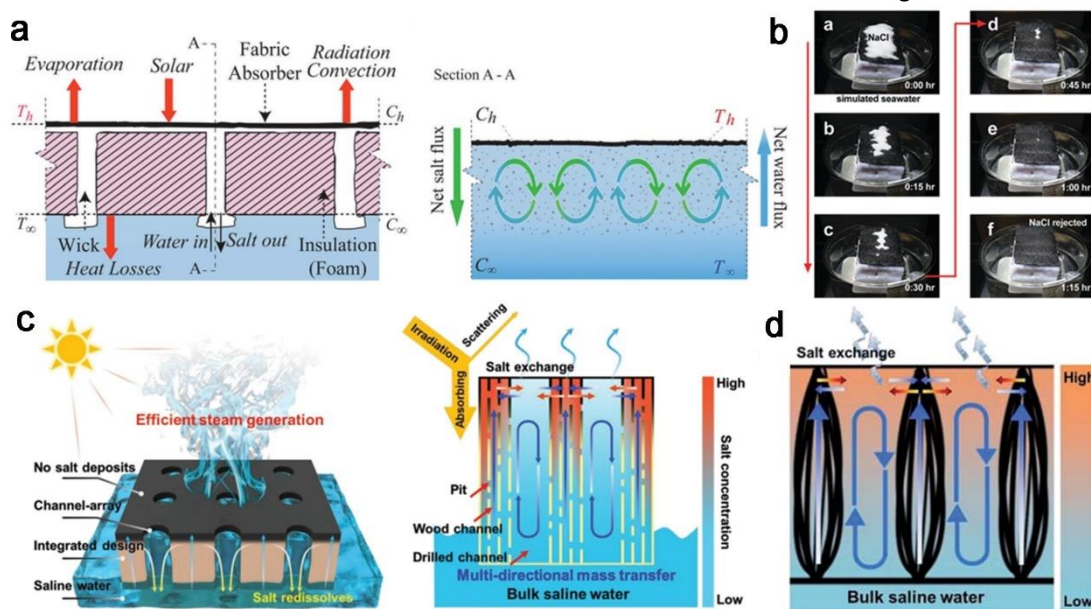 a
A
Evaporation
Solar
Fabric
Absorber
Radiation
Convection
T_h
C_h
T_∞
C_∞
Wick
Water in
Salt out
Insulation
(Foam)
Heat Losses
A
Section A - A
C_h
T_h
Net salt flux
Net water flux
C_∞
T_∞
b
a
NaCl
0:00 hr
simulated seawater
b
0:15 hr
c
0:30 hr
d
0:45 hr
e
1:00 hr
f
NaCl rejected
1:15 hr
c
Efficient steam generation
No salt deposits
Channel-array
Integrated design
Saline water
Salt redissolves
Irradiation
Scattering
Absorbing
Salt exchange
Pit
Wood channel
Drilled channel
Multi-directional mass transfer
Bulk saline water
High
Salt concentration
Low
d
Salt exchange
Bulk saline water
High
Low